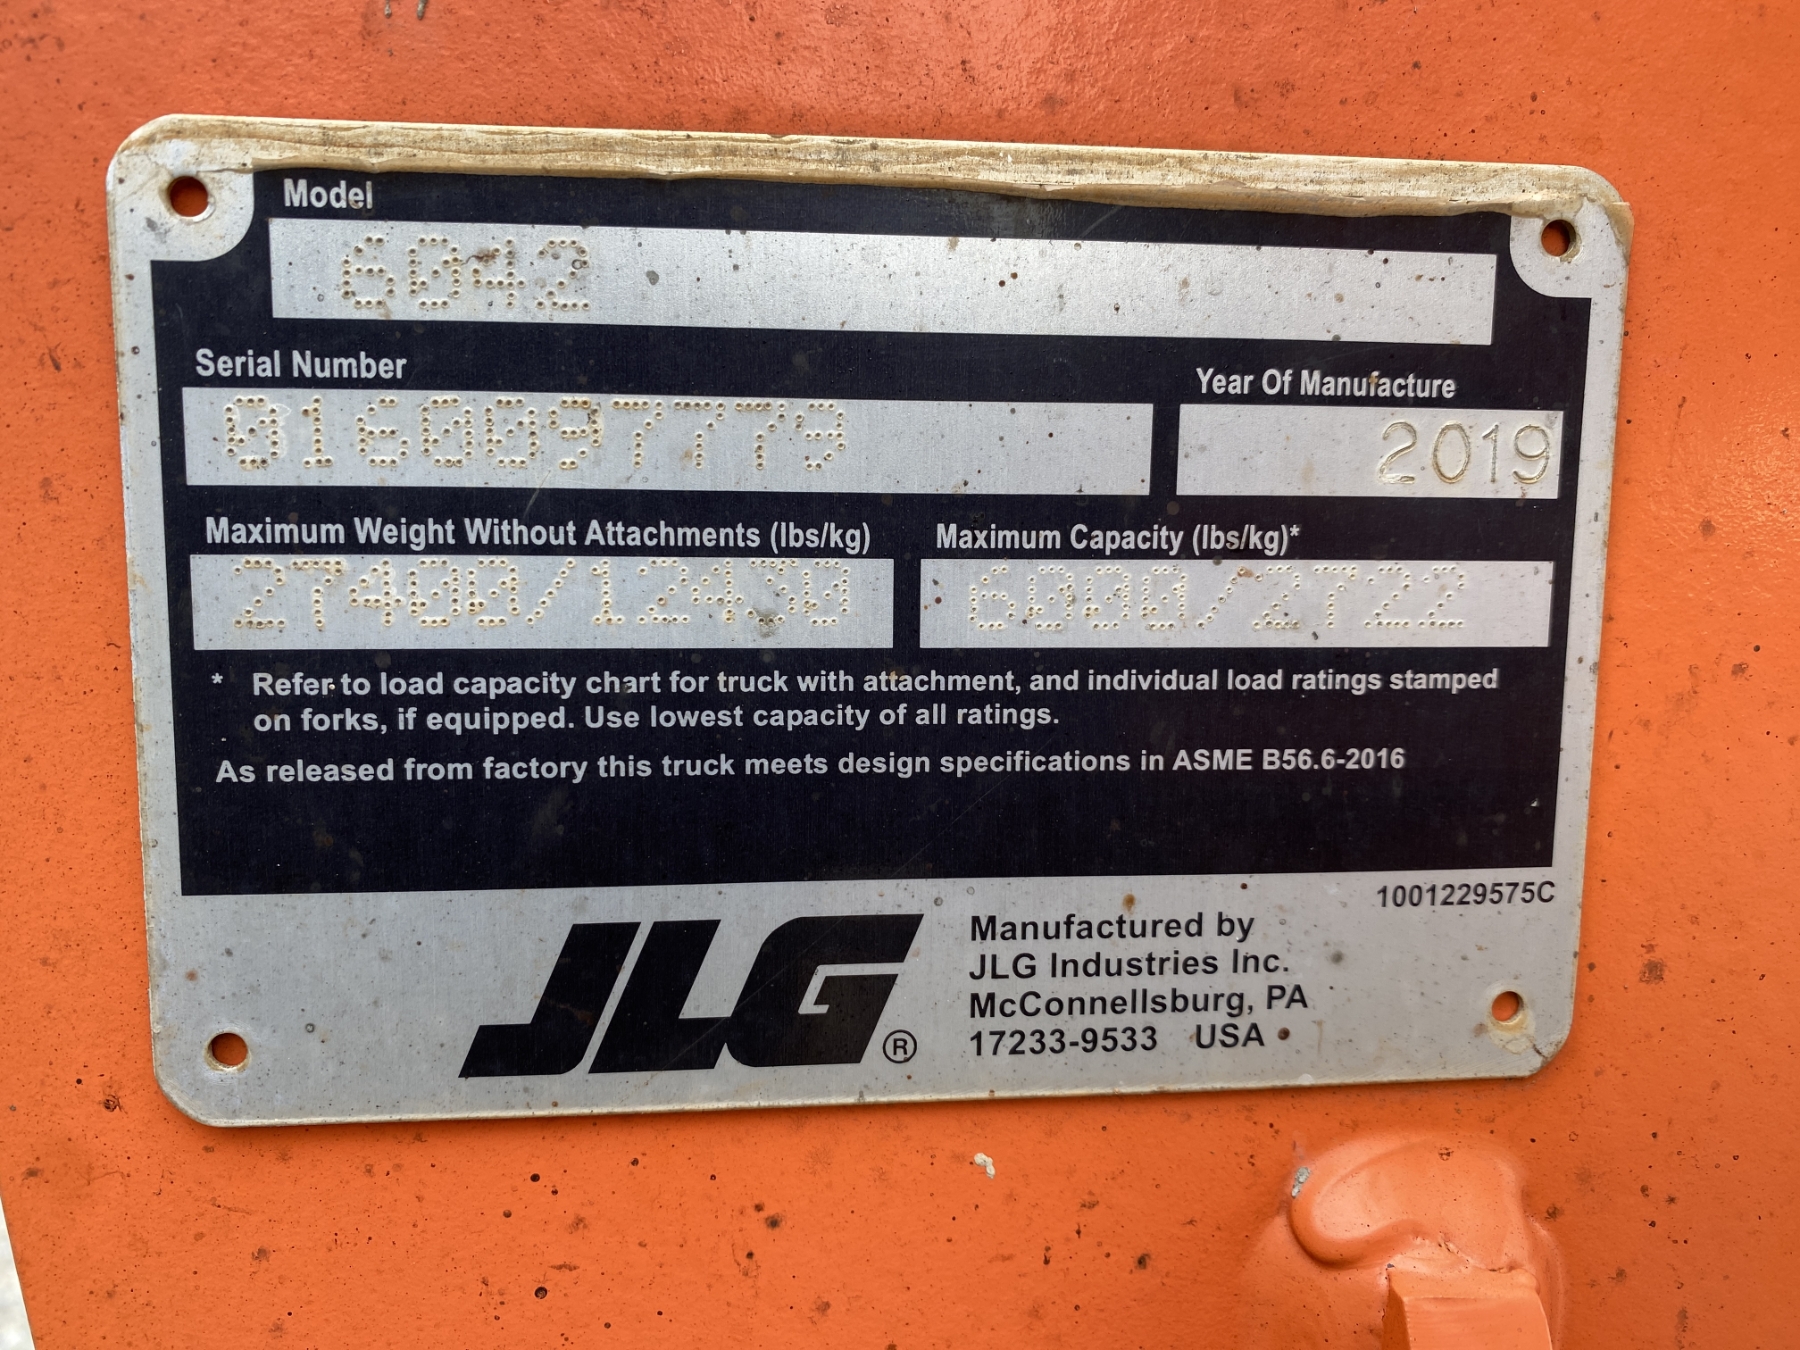 Model
6042
Serial Number
0160097779
Year Of Manufacture
2019
Maximum Weight Without Attachments (lbs/kg)
27400/12430
Maximum Capacity (lbs/kg)*
6000/2722
* Refer to load capacity chart for truck with attachment, and individual load ratings stamped
on forks, if equipped. Use lowest capacity of all ratings.
As released from factory this truck meets design specifications in ASME B56.6-2016
1001229575C
JLG®
Manufactured by
JLG Industries Inc.
McConnellsburg, PA
17233-9533 USA